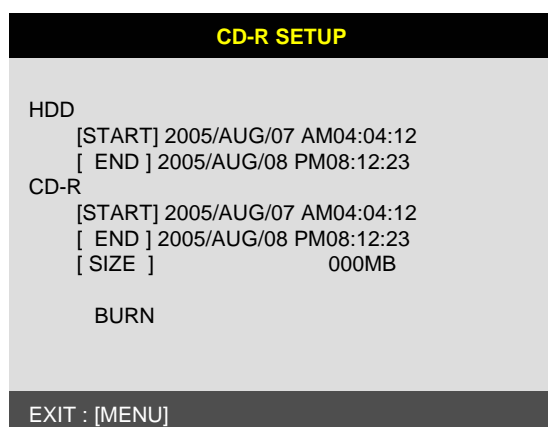 CD-R SETUP
HDD
[START] 2005/AUG/07 AM04:04:12
[ END ] 2005/AUG/08 PM08:12:23
CD-R
[START] 2005/AUG/07 AM04:04:12
[ END ] 2005/AUG/08 PM08:12:23
[ SIZE ] 000MB
BURN
EXIT : [MENU]